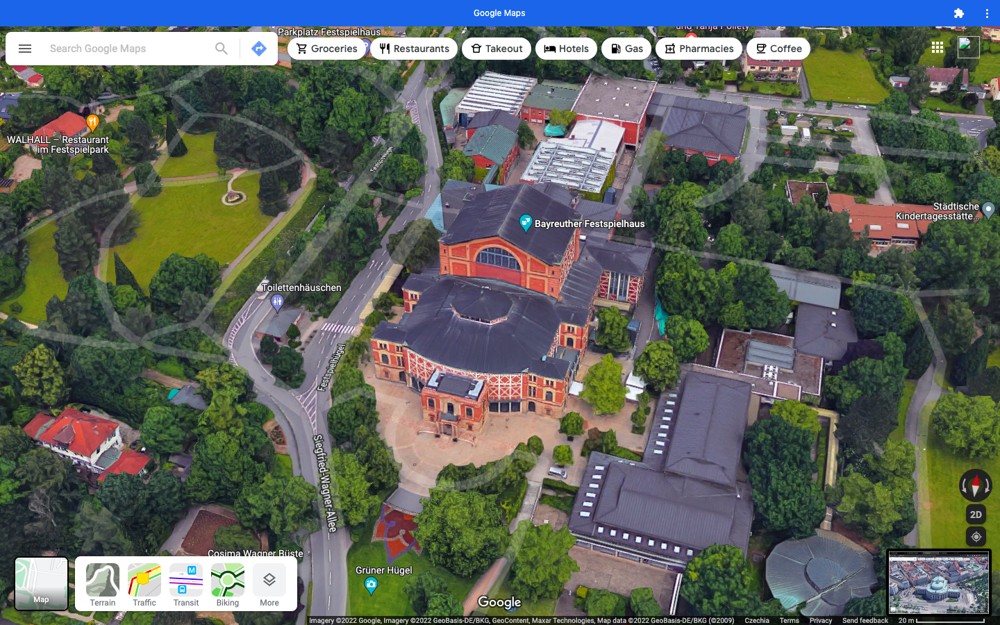 Google Maps
Parkplatz Festspielhaus
und Tanja Pöllety
Search Google Maps
Groceries
Restaurants
Takeout
Hotels
Gas
Pharmacies
Coffee
WALHALL – Restaurant
im Festspielpark
Städtische
Kindertagesstätte...
Bayreuther Festspielhaus
Toilettenhäuschen
Festspielhügel
Siegfried-Wagner-Allee
2D
Cosima Wagner Büste
Grüner Hügel
Map
Terrain
Traffic
M
Transit
Biking
More
Google
Imagery ©2022 Google, Imagery ©2022 GeoBasis-DE/BKG, GeoContent, Maxar Technologies, Map data ©2022 GeoBasis-DE/BKG (©2009)
Czechia
Terms
Privacy
Send feedback
20 m